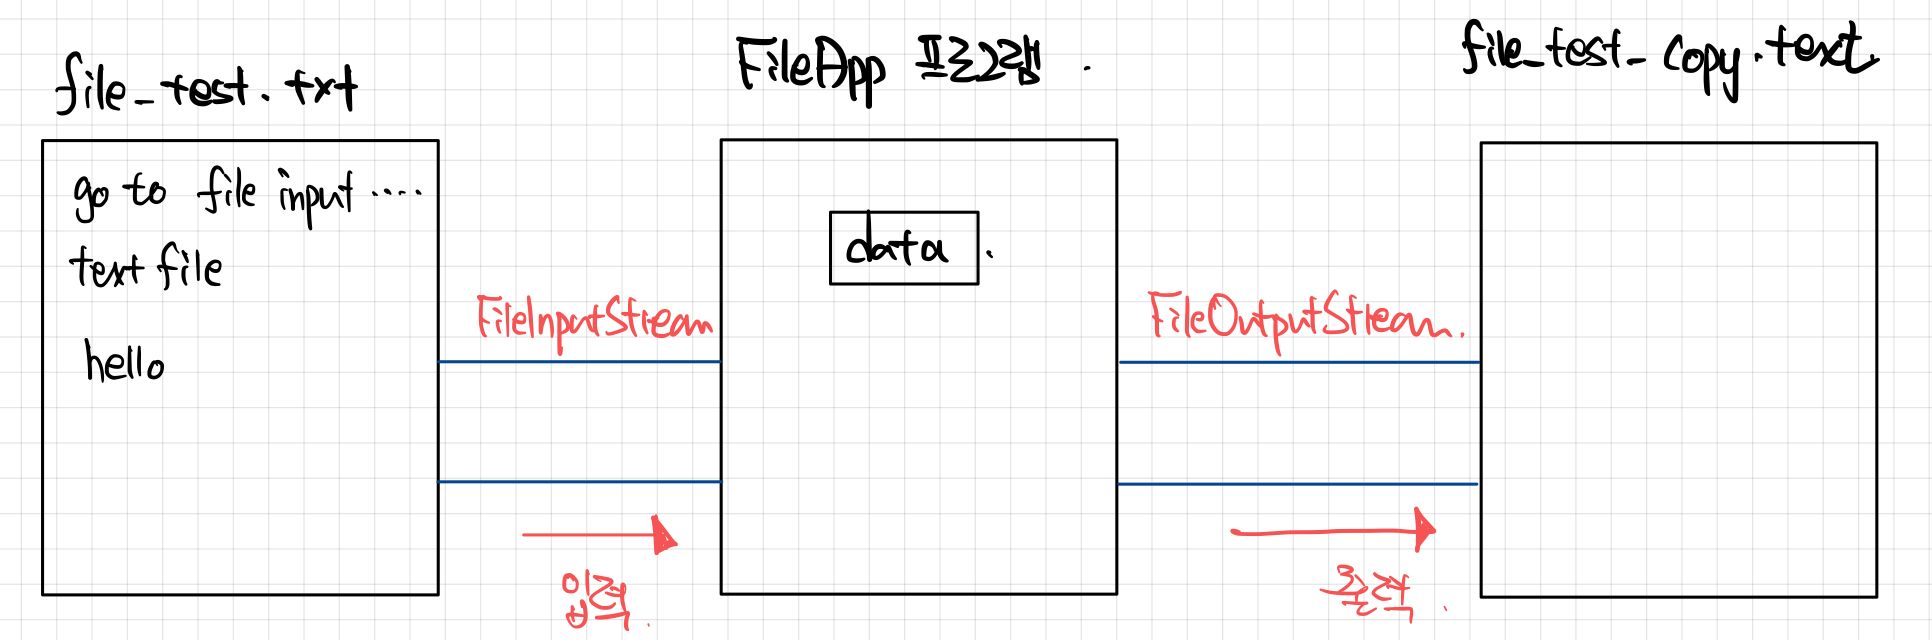 file_test.txt
go to file input ....
text file
hello
FileInputStream
입력.
FileApp 프로그램.
data.
FileOutputStream.
출력.
file_test_copy.text